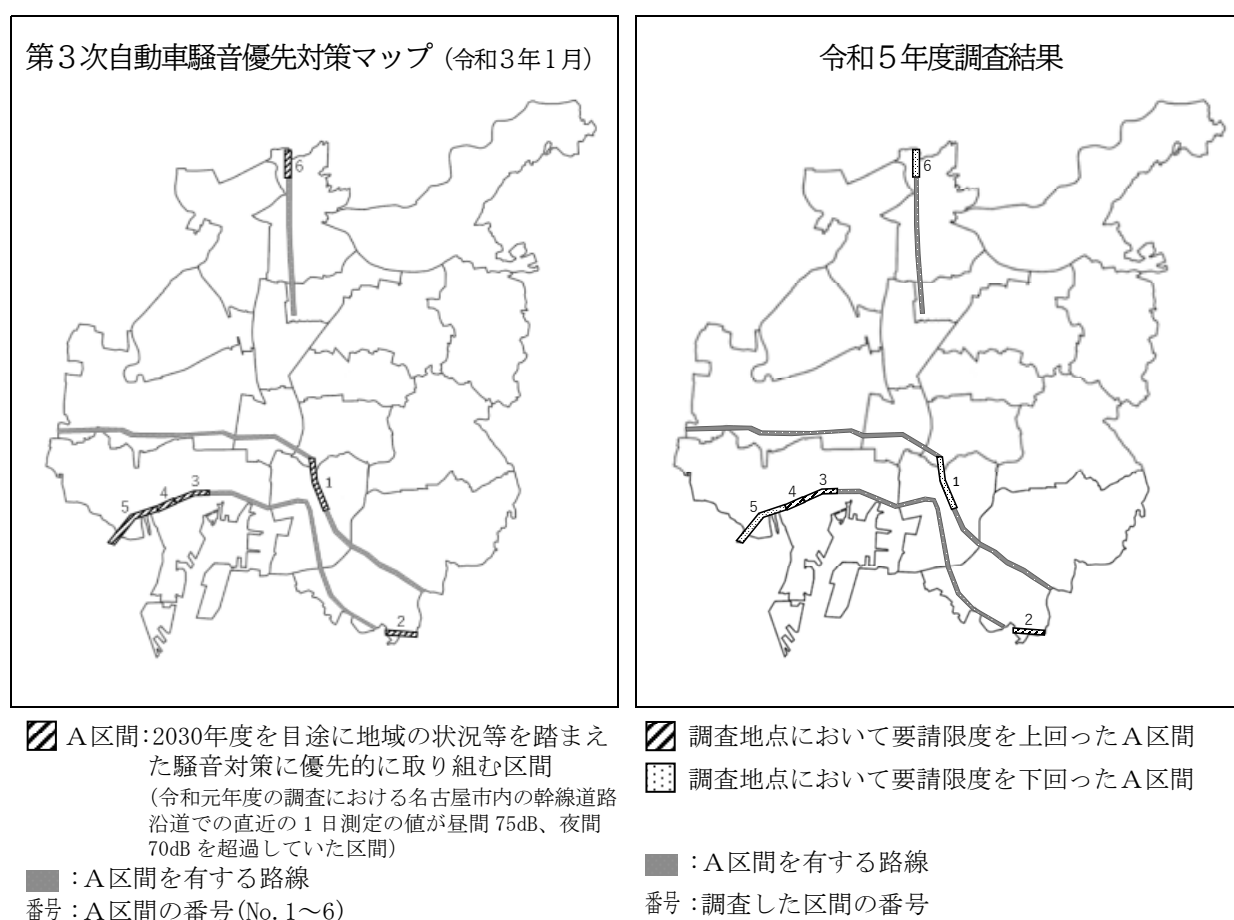 第３次自動車騒音優先対策マップ（令和３年１月）
6
1
3
4
5
2
A区間:2030年度を目途に地域の状況等を踏まえ
た騒音対策に優先的に取り組む区間
(令和元年度の調査における名古屋市内の幹線道路
沿道での直近の１日測定の値が昼間 75dB、夜間
70dB を超過していた区間)
：A区間を有する路線
番号：A区間の番号(No.1～6)
令和５年度調査結果
6
1
3
4
5
2
調査地点において要請限度を上回ったA区間
調査地点において要請限度を下回ったA区間
：A区間を有する路線
番号：調査した区間の番号